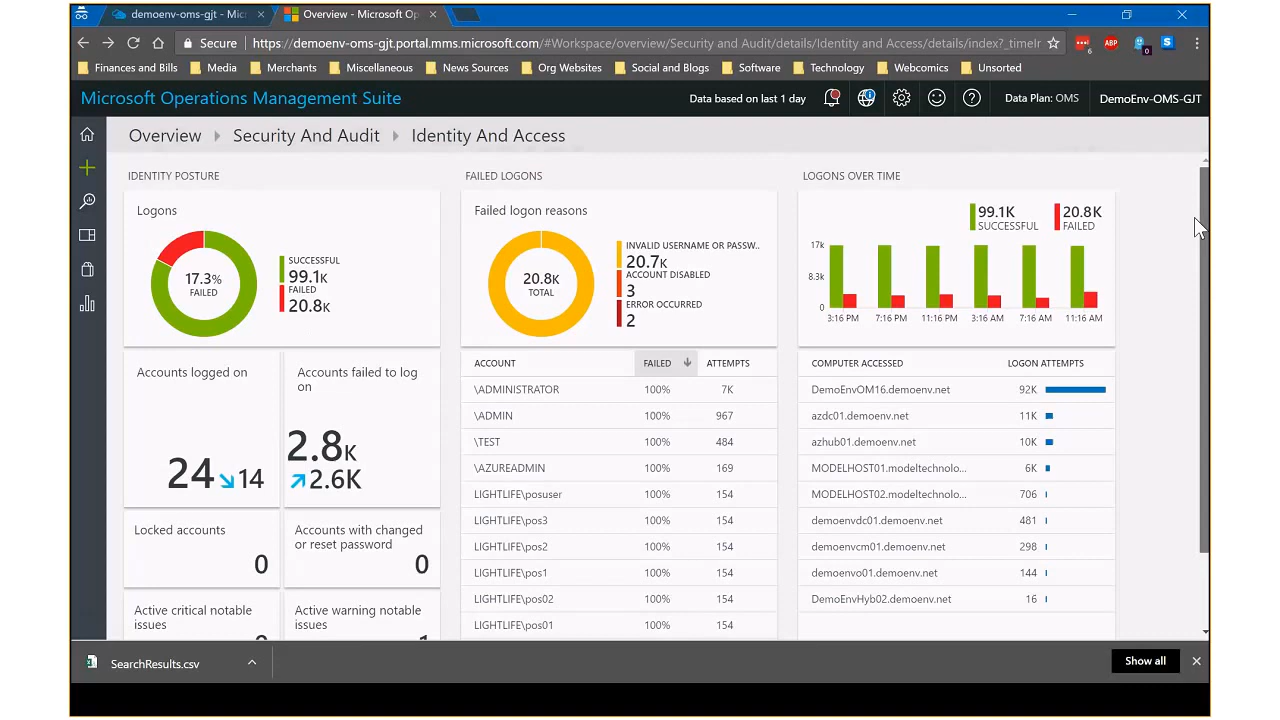 demoenv-oms-gjt - Mic
Overview - Microsoft Op
Secure
https://demoenv-oms-gjt.portal.mms.microsoft.com/#Workspace/overview/Security and Audit/details/Identity and Access/details/index?_timeIr
ABP
6
0
S
Finances and Bills
Media
Merchants
Miscellaneous
News Sources
Org Websites
Social and Blogs
Software
Technology
Webcomics
Unsorted
Microsoft Operations Management Suite
Data based on last 1 day
Data Plan: OMS
DemoEnv-OMS-GJT
Overview
Security And Audit
Identity And Access
IDENTITY POSTURE
Logons
17.3%
FAILED
SUCCESSFUL
99.1K
FAILED
20.8K
Accounts logged on
24 14
Accounts failed to log
on
2.8K
2.6K
Locked accounts
0
Accounts with changed
or reset password
0
Active critical notable
issues
Active warning notable
issues
FAILED LOGONS
Failed logon reasons
20.8K
TOTAL
INVALID USERNAME OR PASSW..
20.7K
ACCOUNT DISABLED
3
ERROR OCCURRED
2
ACCOUNT FAILED ATTEMPTS
\ADMINISTRATOR 100% 7K
\ADMIN 100% 967
\TEST 100% 484
\AZUREADMIN 100% 169
LIGHTLIFE\posuser 100% 154
LIGHTLIFE\pos3 100% 154
LIGHTLIFE\pos2 100% 154
LIGHTLIFE\pos1 100% 154
LIGHTLIFE\pos02 100% 154
LIGHTLIFE\pos01 100% 154
LOGONS OVER TIME
99.1K
SUCCESSFUL
20.8K
FAILED
17k
8.3k
0
3:16 PM 7:16 PM 11:16 PM 3:16 AM 7:16 AM 11:16 AM
COMPUTER ACCESSED LOGON ATTEMPTS
DemoEnvOM16.demoenv.net 92K
azdc01.demoenv.net 11K
azhub01.demoenv.net 10K
MODELHOST01.modeltechnolo... 6K
MODELHOST02.modeltechnolo... 706
demoenvdc01.demoenv.net 481
demoenvcm01.demoenv.net 298
demoenvo01.demoenv.net 144
DemoEnvHyb02.demoenv.net 16
SearchResults.csv
Show all